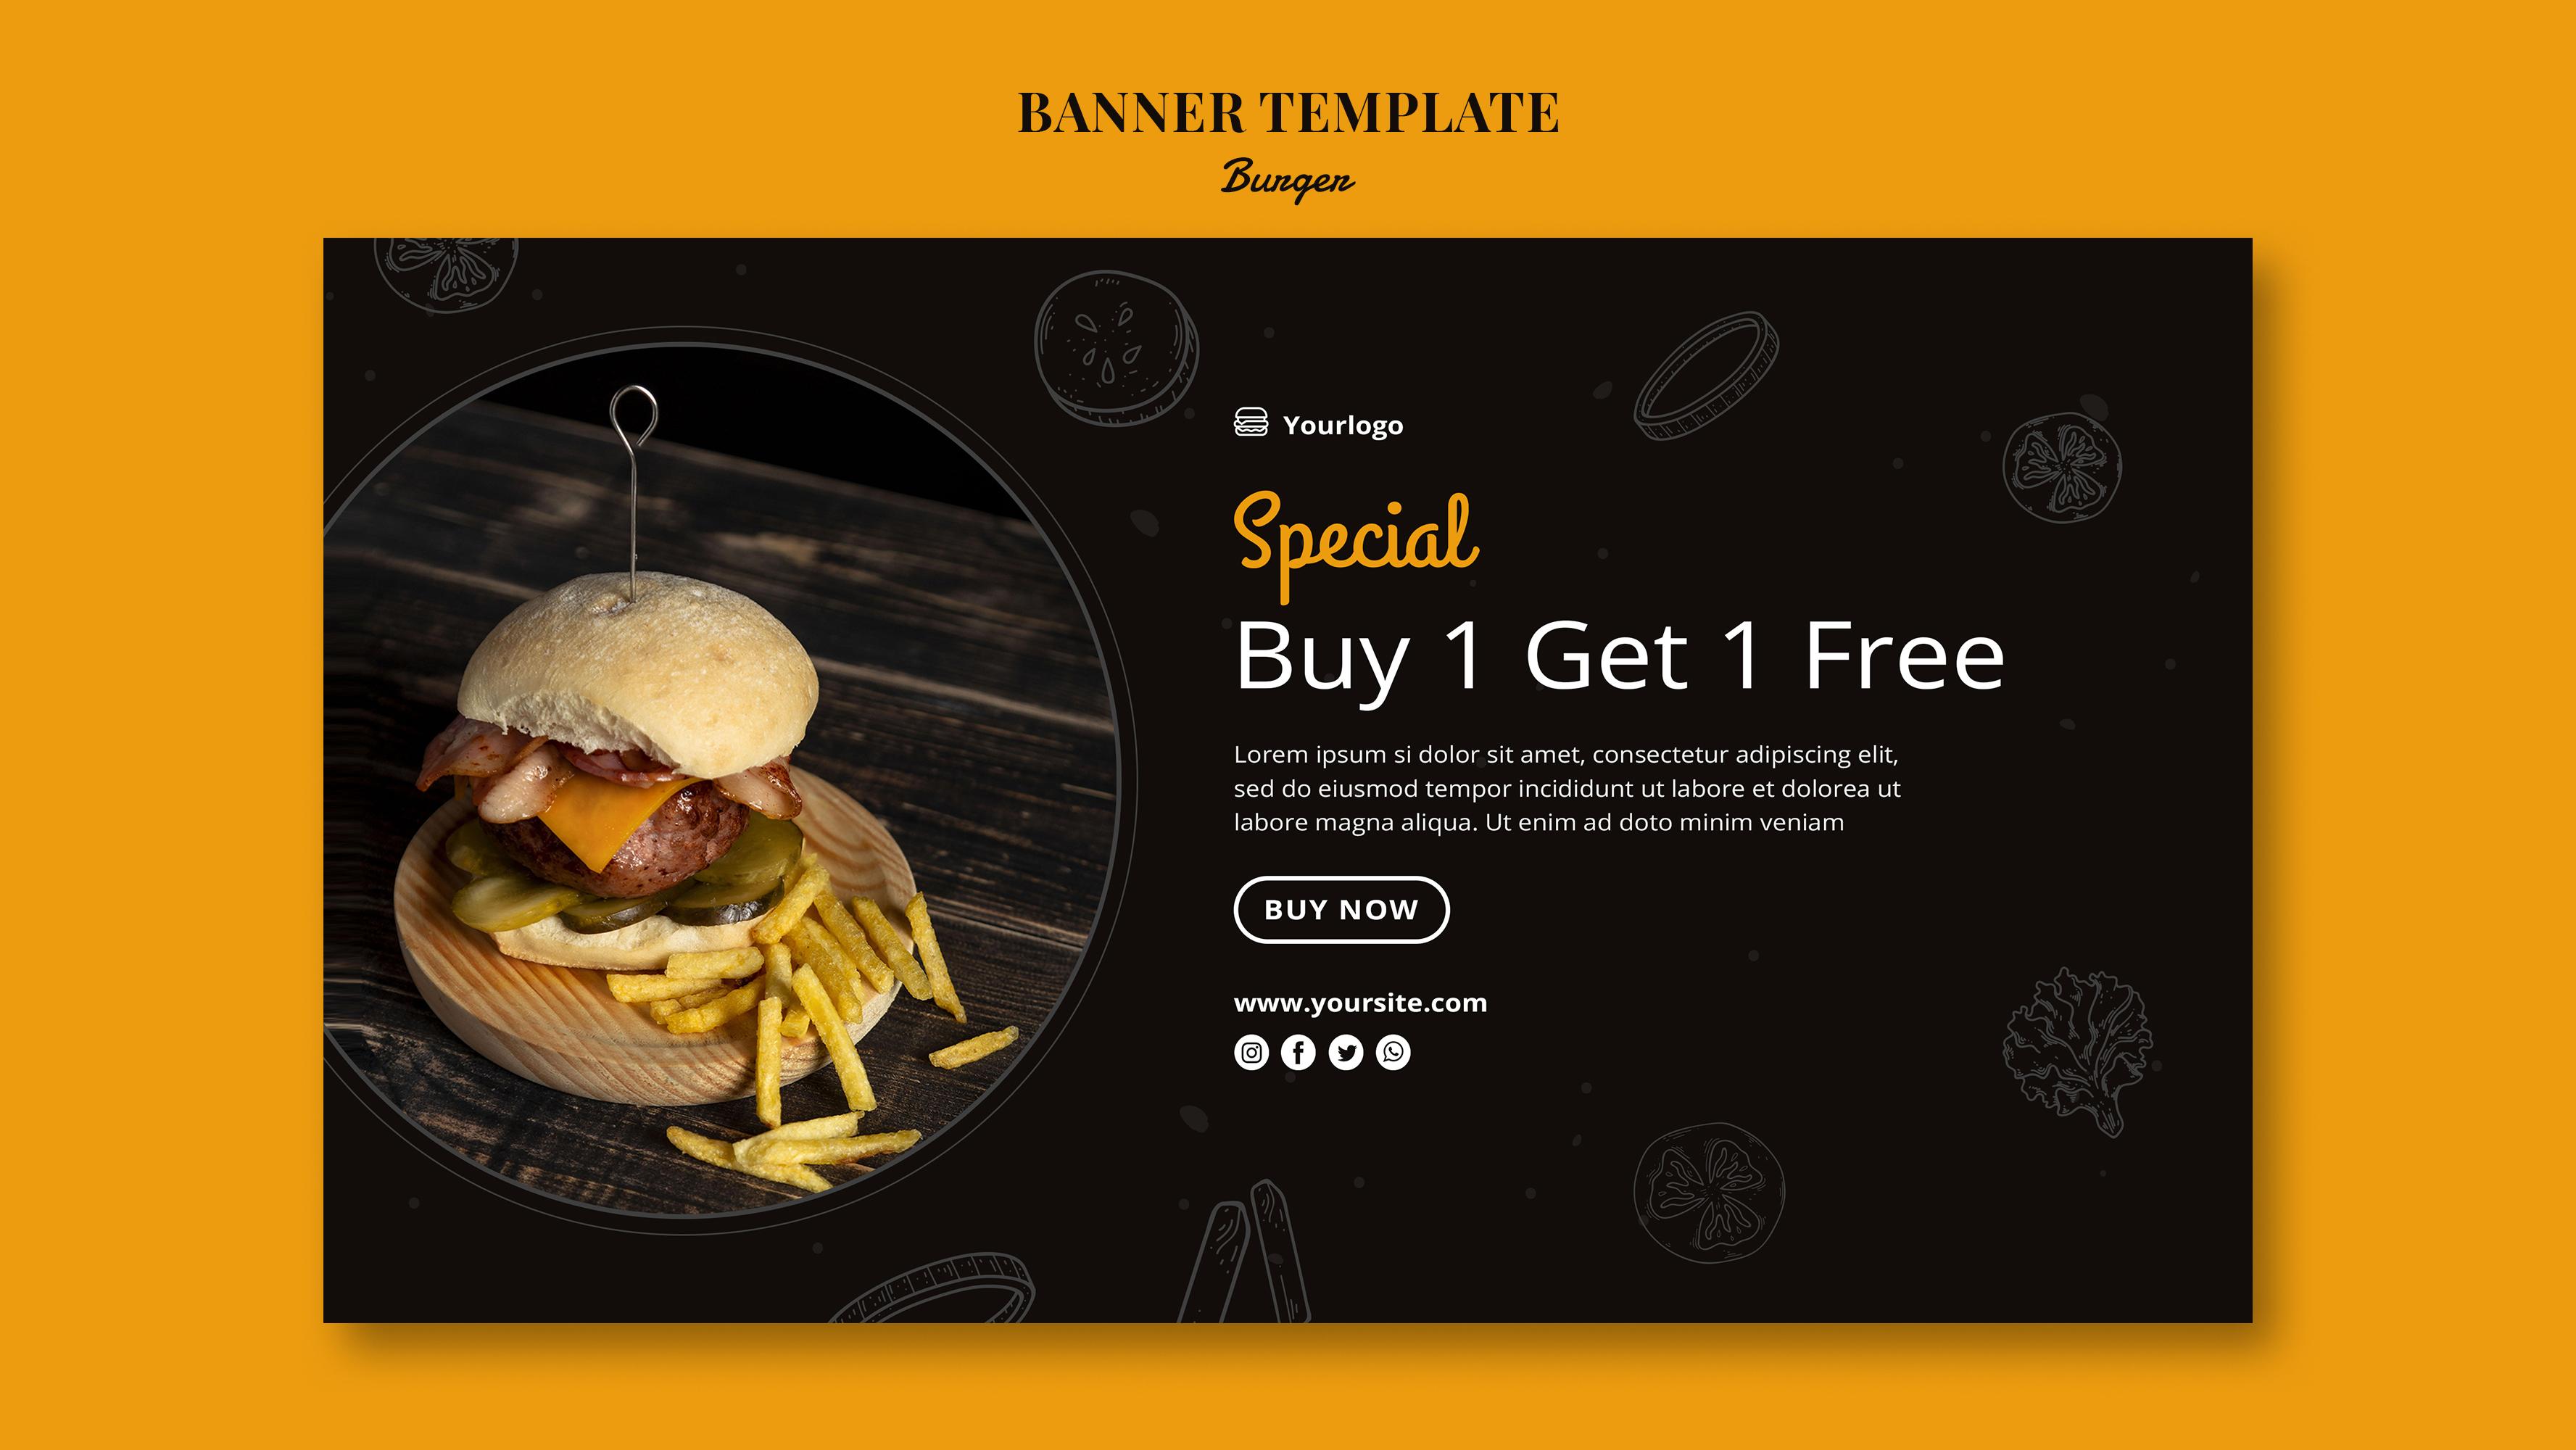 BANNER TEMPLATE
Burger
Yourlogo
Special
Buy 1 Get 1 Free
Lorem ipsum si dolor sit amet, consectetur adipiscing elit,
sed do eiusmod tempor incididunt ut labore et dolorea ut
labore magna aliqua. Ut enim ad doto minim veniam
BUY NOW
www.yoursite.com